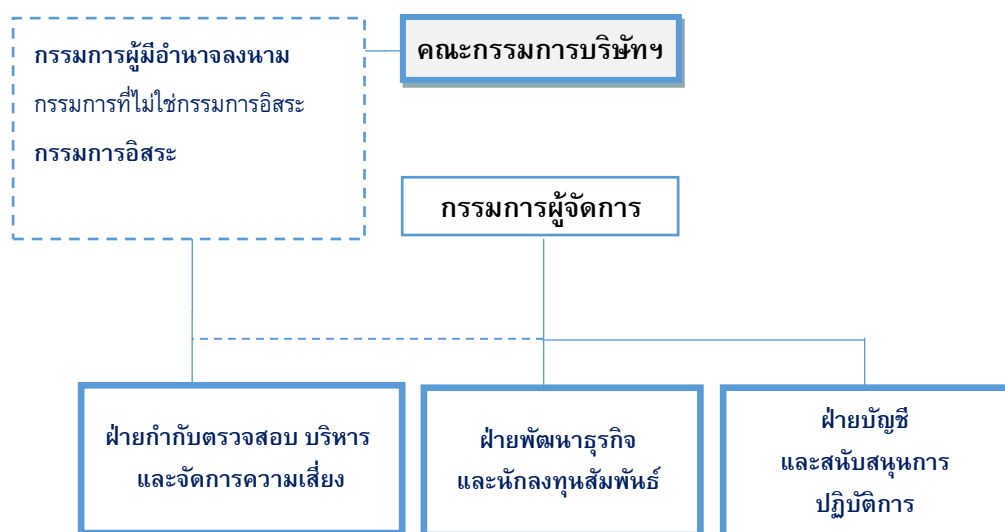 กรรมการผู้มีอำนาจลงนาม
กรรมการที่ไม่ใช่กรรมการอิสระ
กรรมการอิสระ
คณะกรรมการบริษัทฯ
กรรมการผู้จัดการ
ฝ่ายกำกับตรวจสอบ บริหาร
และจัดการความเสี่ยง
ฝ่ายพัฒนาธุรกิจ
และนักลงทุนสัมพันธ์
ฝ่ายบัญชี
และสนับสนุนการ
ปฏิบัติการ